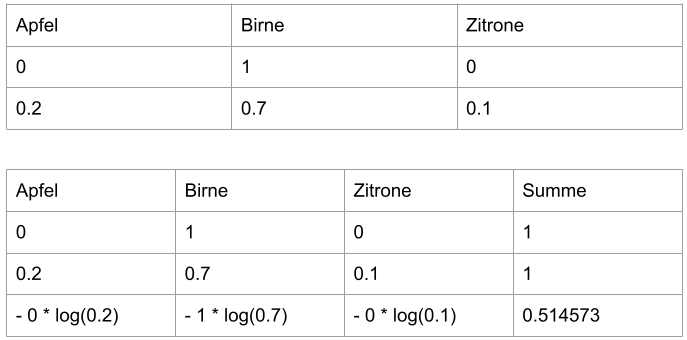 Apfel Birne Zitrone
0 1 0
0.2 0.7 0.1
Apfel Birne Zitrone Summe
0 1 0 1
0.2 0.7 0.1 1
- 0 * log(0.2) - 1 * log(0.7) - 0 * log(0.1) 0.514573